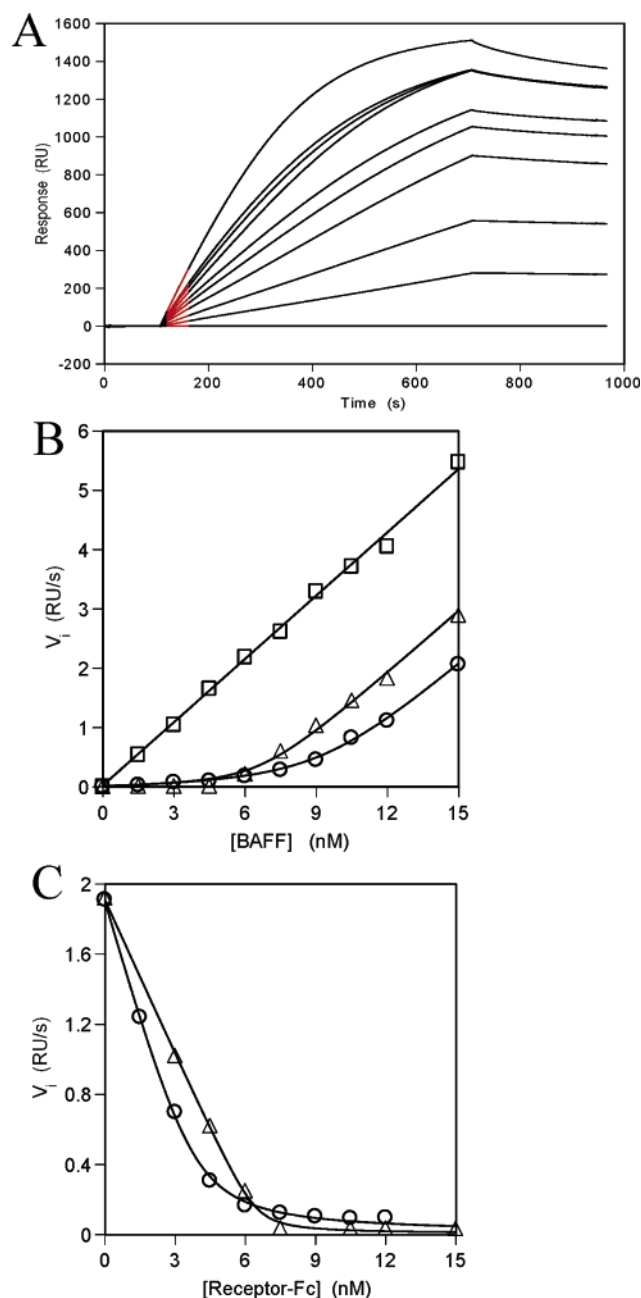 A
1600
1400
1200
1000
800
600
400
200
0
-200
Response (RU)
0 200 400 600 800 1000
Time (s)
B
6
5
4
3
2
1
0
Vi (RU/s)
0 3 6 9 12 15
[BAFF] (nM)
C
2
1.6
1.2
0.8
0.4
0
Vi (RU/s)
0 3 6 9 12 15
[Receptor-Fc] (nM)